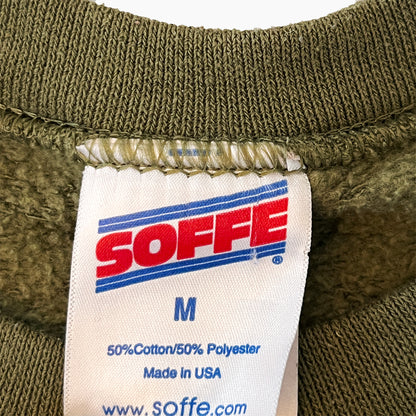 SOFFE®
M
50%Cotton/50% Polyester
Made in USA
www.soffe.com